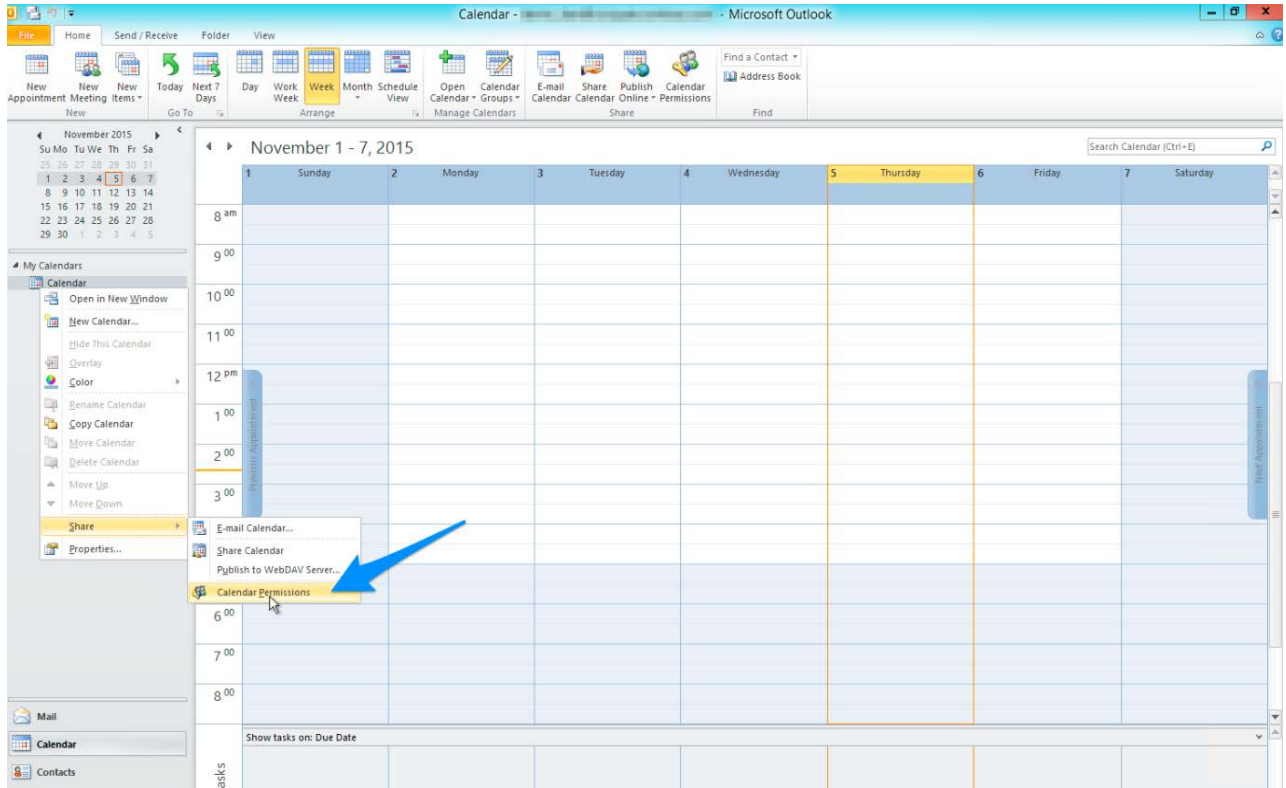 Calendar - - Microsoft Outlook
File Home Send / Receive Folder View
New Appointment
New Meeting
New Items
New
Today
Next 7 Days
Go To
Day
Work Week
Week
Month
Schedule View
Arrange
Open Calendar
Calendar Groups
Manage Calendars
E-mail Calendar
Share Calendar
Publish Online
Calendar Permissions
Share
Find a Contact
Address Book
Find
November 2015
Su Mo Tu We Th Fr Sa
25 26 27 28 29 30 31
1 2 3 4 5 6 7
8 9 10 11 12 13 14
15 16 17 18 19 20 21
22 23 24 25 26 27 28
29 30 1 2 3 4 5
My Calendars
Calendar
Open in New Window
New Calendar...
Hide This Calendar
Overlay
Color
Rename Calendar
Copy Calendar
Move Calendar
Delete Calendar
Move Up
Move Down
Share
Properties...
E-mail Calendar...
Share Calendar
Publish to WebDAV Server...
Calendar Permissions
Mail
Calendar
Contacts
November 1 - 7, 2015
Search Calendar (Ctrl+E)
1 Sunday 2 Monday 3 Tuesday 4 Wednesday 5 Thursday 6 Friday 7 Saturday
8 am
9 00
10 00
11 00
12 pm
1 00
2 00
3 00
6 00
7 00
8 00
Previous Appointment
Next Appointment
Show tasks on: Due Date
asks